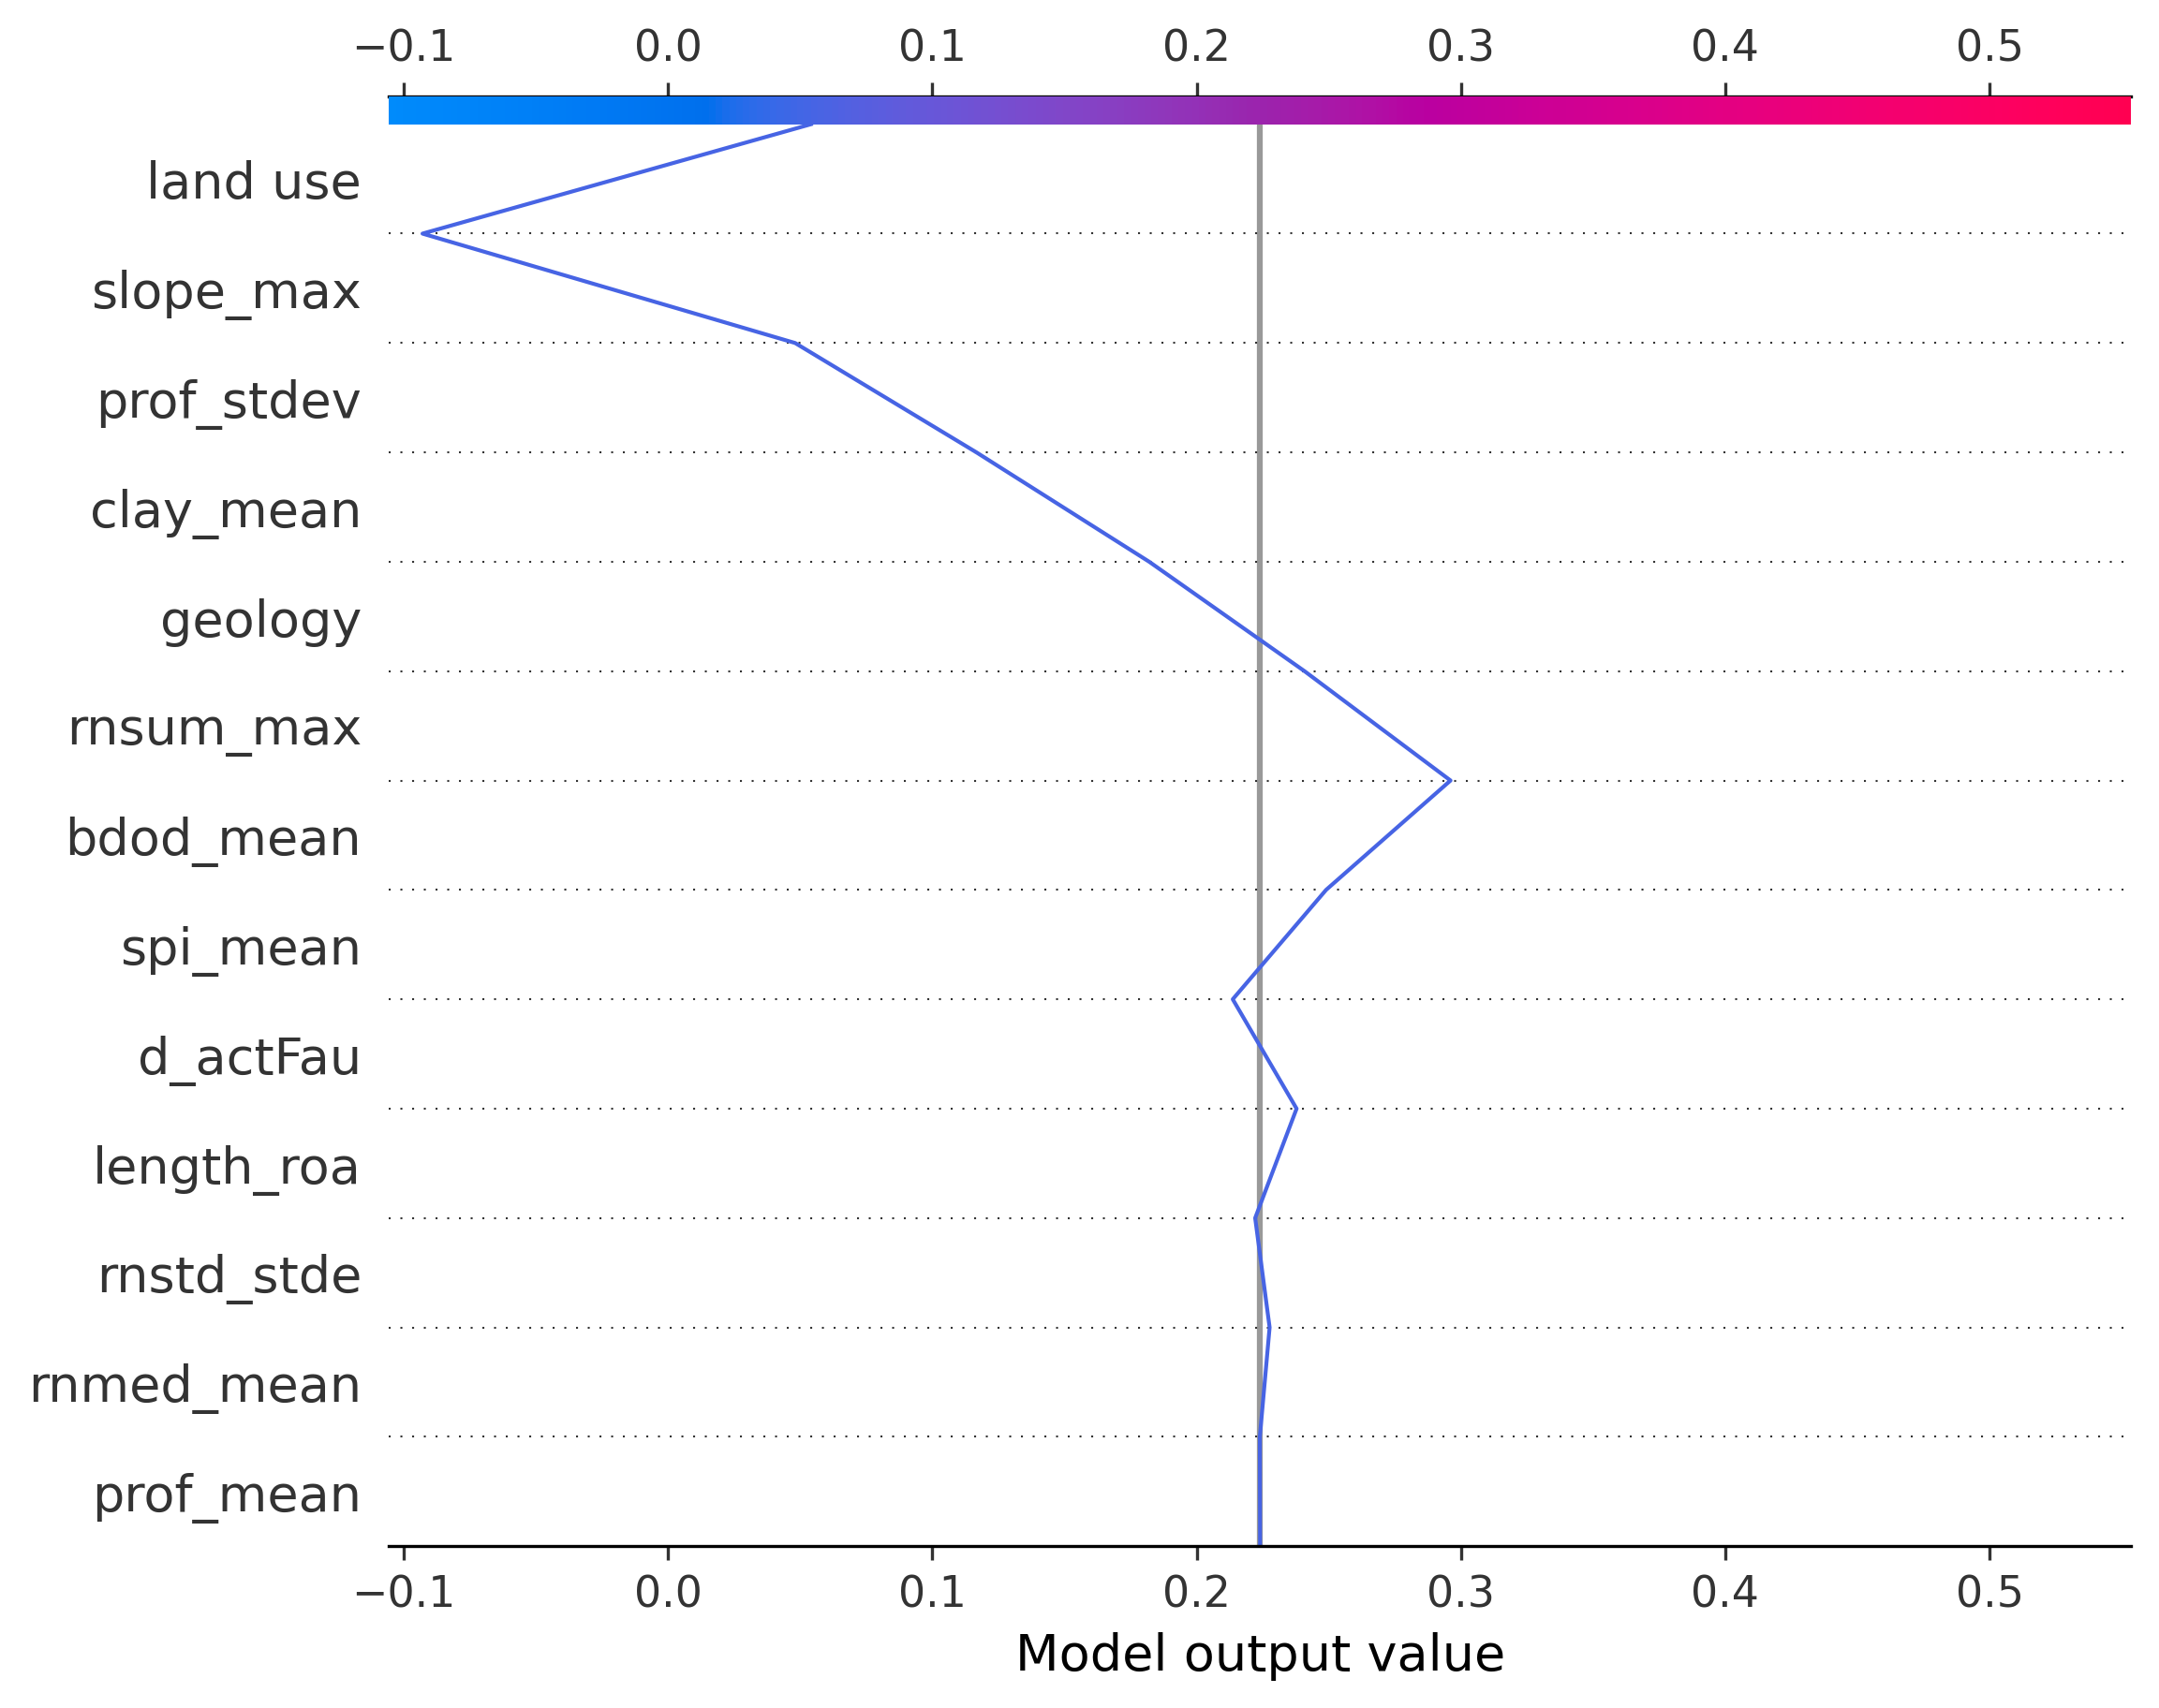 −0.1 0.0 0.1 0.2 0.3 0.4 0.5
land use
slope_max
prof_stdev
clay_mean
geology
rnsum_max
bdod_mean
spi_mean
d_actFau
length_roa
rnstd_stde
rnmed_mean
prof_mean
−0.1 0.0 0.1 0.2 0.3 0.4 0.5
Model output value